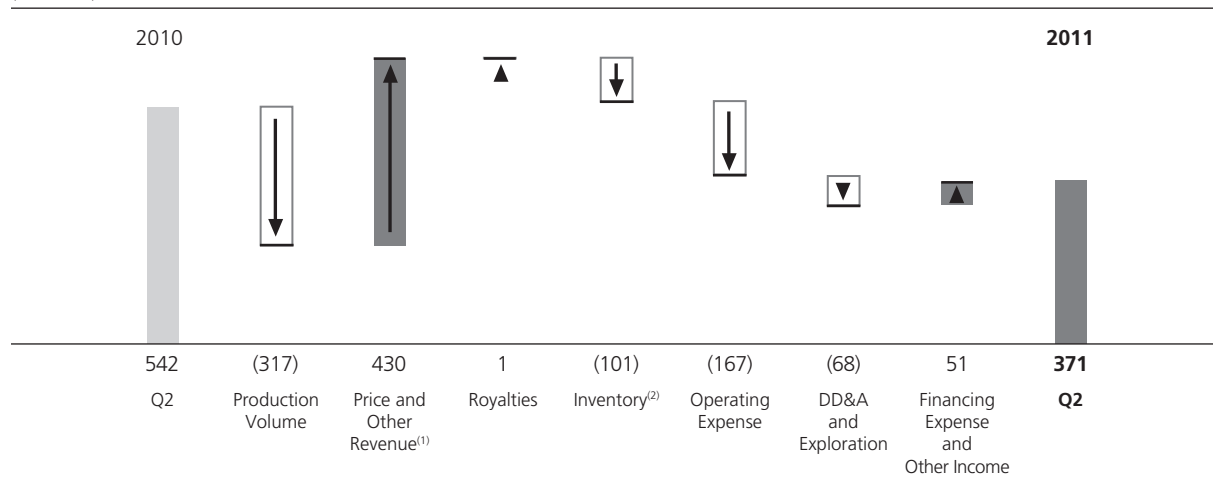 2010 2011
542 (317) 430 1 (101) (167) (68) 51 371
Q2 Production Price and Royalties Inventory(2) Operating DD&A Financing Q2
Volume Other Expense and Expense
Revenue(1) Exploration and
Other Income